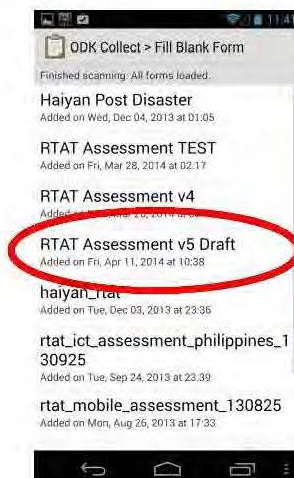 11:41
ODK Collect > Fill Blank Form
Finished scanning. All forms loaded.
Haiyan Post Disaster
Added on Wed, Dec 04, 2013 at 01:05
RTAT Assessment TEST
Added on Fri, Mar 28, 2014 at 02:17
RTAT Assessment v4
Added
RTAT Assessment v5 Draft
Added on Fri, Apr 11, 2014 at 10:38
haiyan_rtat
Added on Tue, Dec 03, 2013 at 23:36
rtat_ict_assessment_philippines_1
30925
Added on Tue, Sep 24, 2013 at 23:39
rtat_mobile_assessment_130825
Added on Mon, Aug 26, 2013 at 17:33